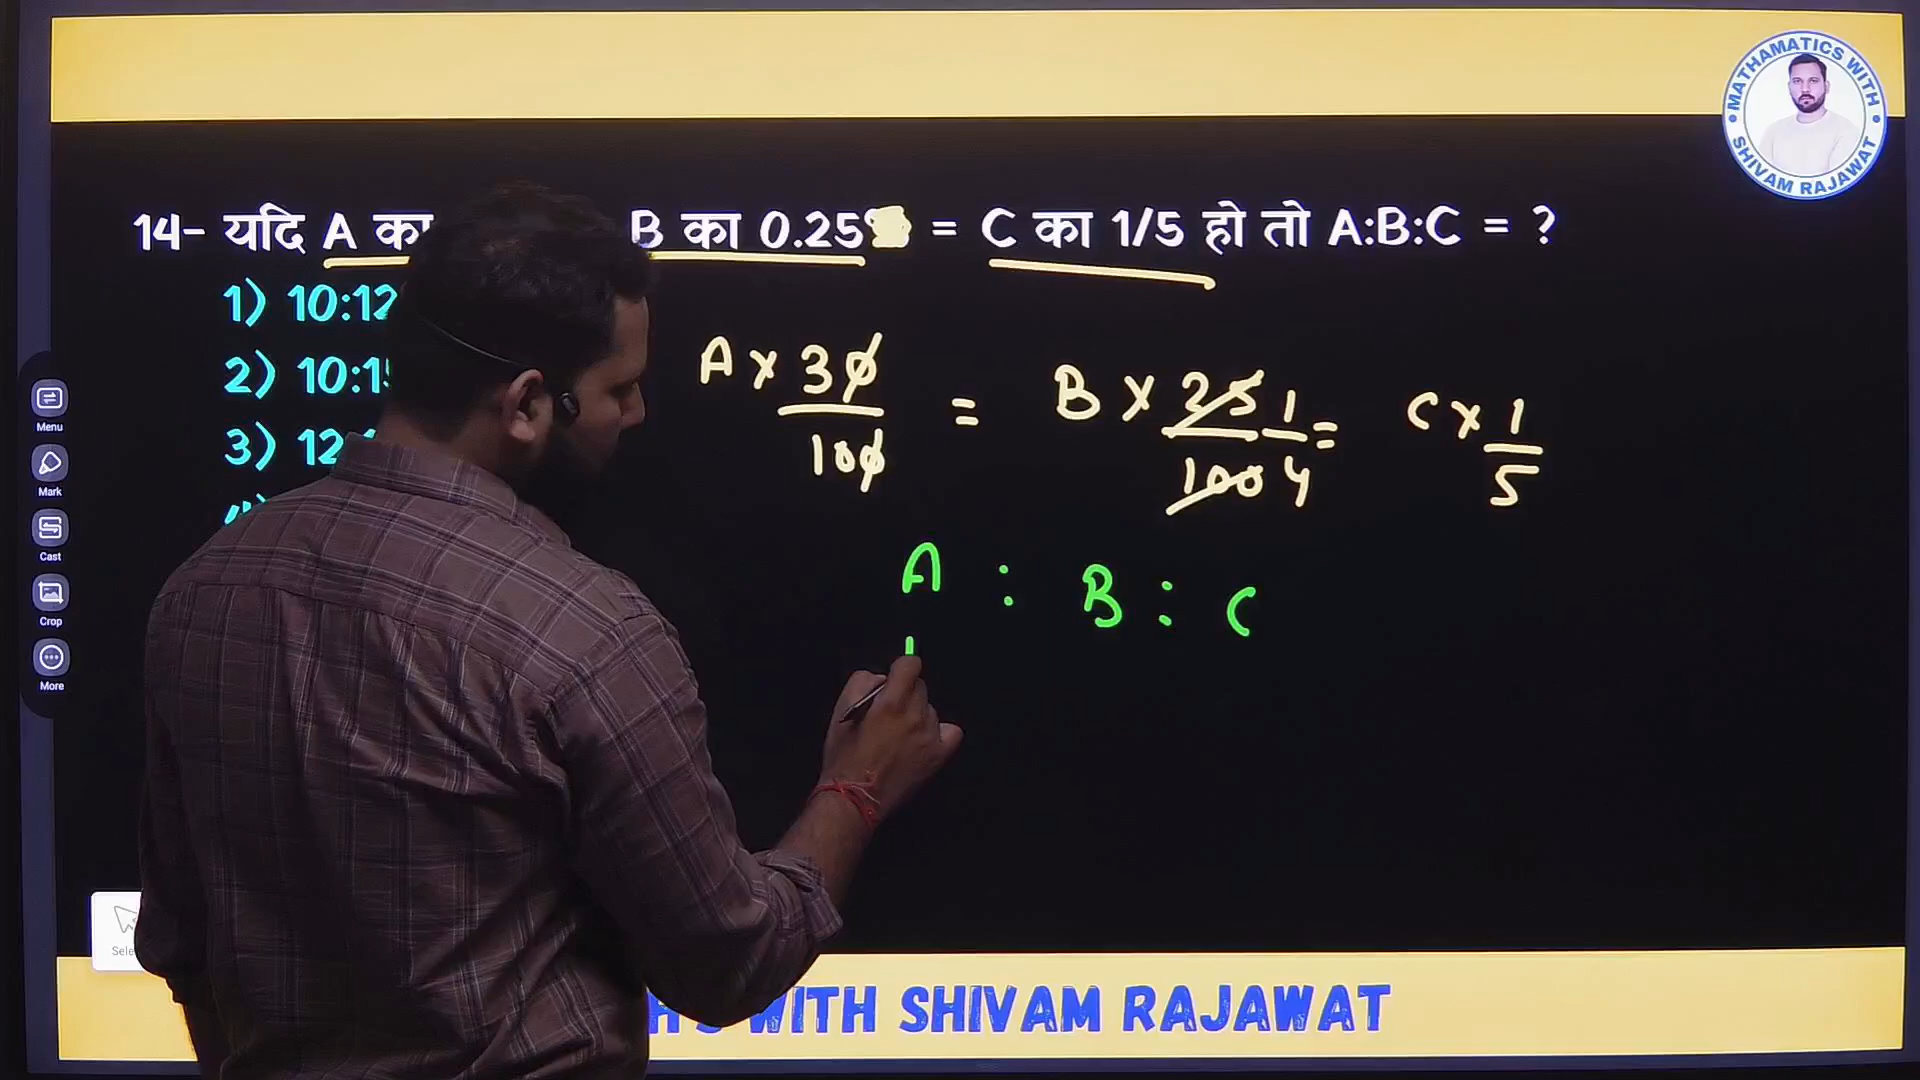 MATHAMATICS WITH
SHIVAM RAJAWAT
14- यदि A का B का 0.25 = C का 1/5 हो तो A:B:C = ?
1) 10:12
2) 10:1
3) 12
A × 30/100 = B × 25/100 1/4 = C × 1/5
A : B : C
Menu
Mark
Cast
Crop
More
WITH SHIVAM RAJAWAT